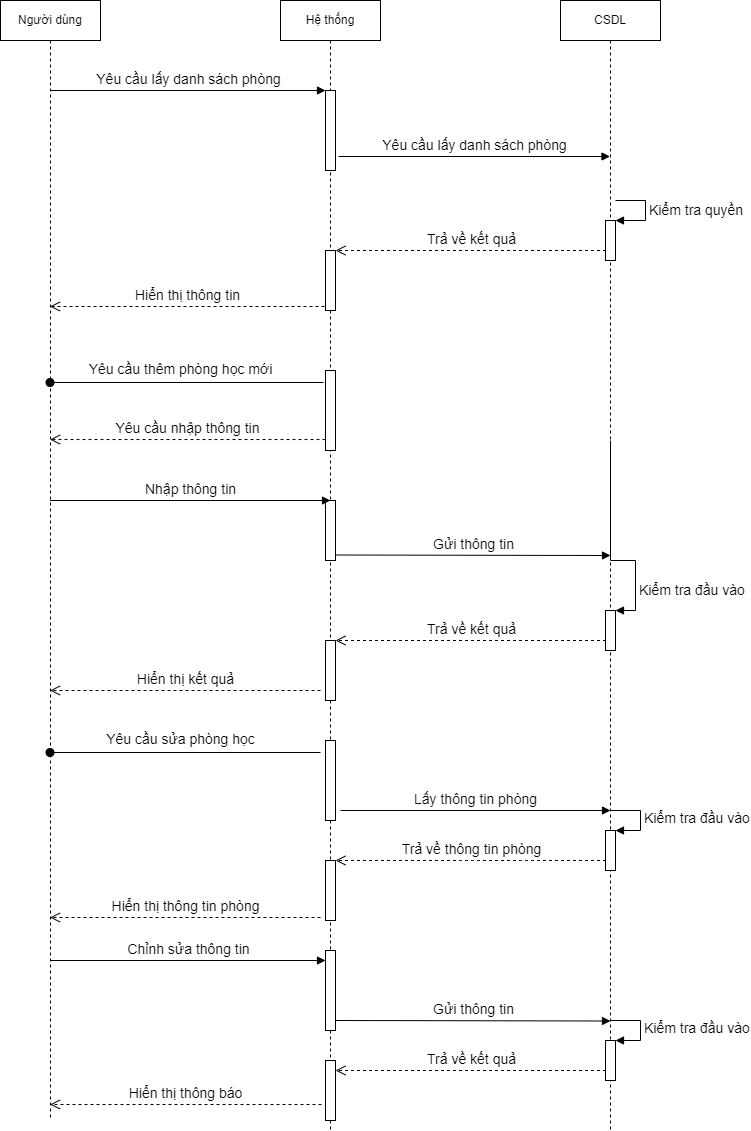 Người dùng
Hệ thống
CSDL
Yêu cầu lấy danh sách phòng
Yêu cầu lấy danh sách phòng
Kiểm tra quyền
Trả về kết quả
Hiển thị thông tin
Yêu cầu thêm phòng học mới
Yêu cầu nhập thông tin
Nhập thông tin
Gửi thông tin
Kiểm tra đầu vào
Trả về kết quả
Hiển thị kết quả
Yêu cầu sửa phòng học
Lấy thông tin phòng
Kiểm tra đầu vào
Trả về thông tin phòng
Hiển thị thông tin phòng
Chỉnh sửa thông tin
Gửi thông tin
Kiểm tra đầu vào
Trả về kết quả
Hiển thị thông báo